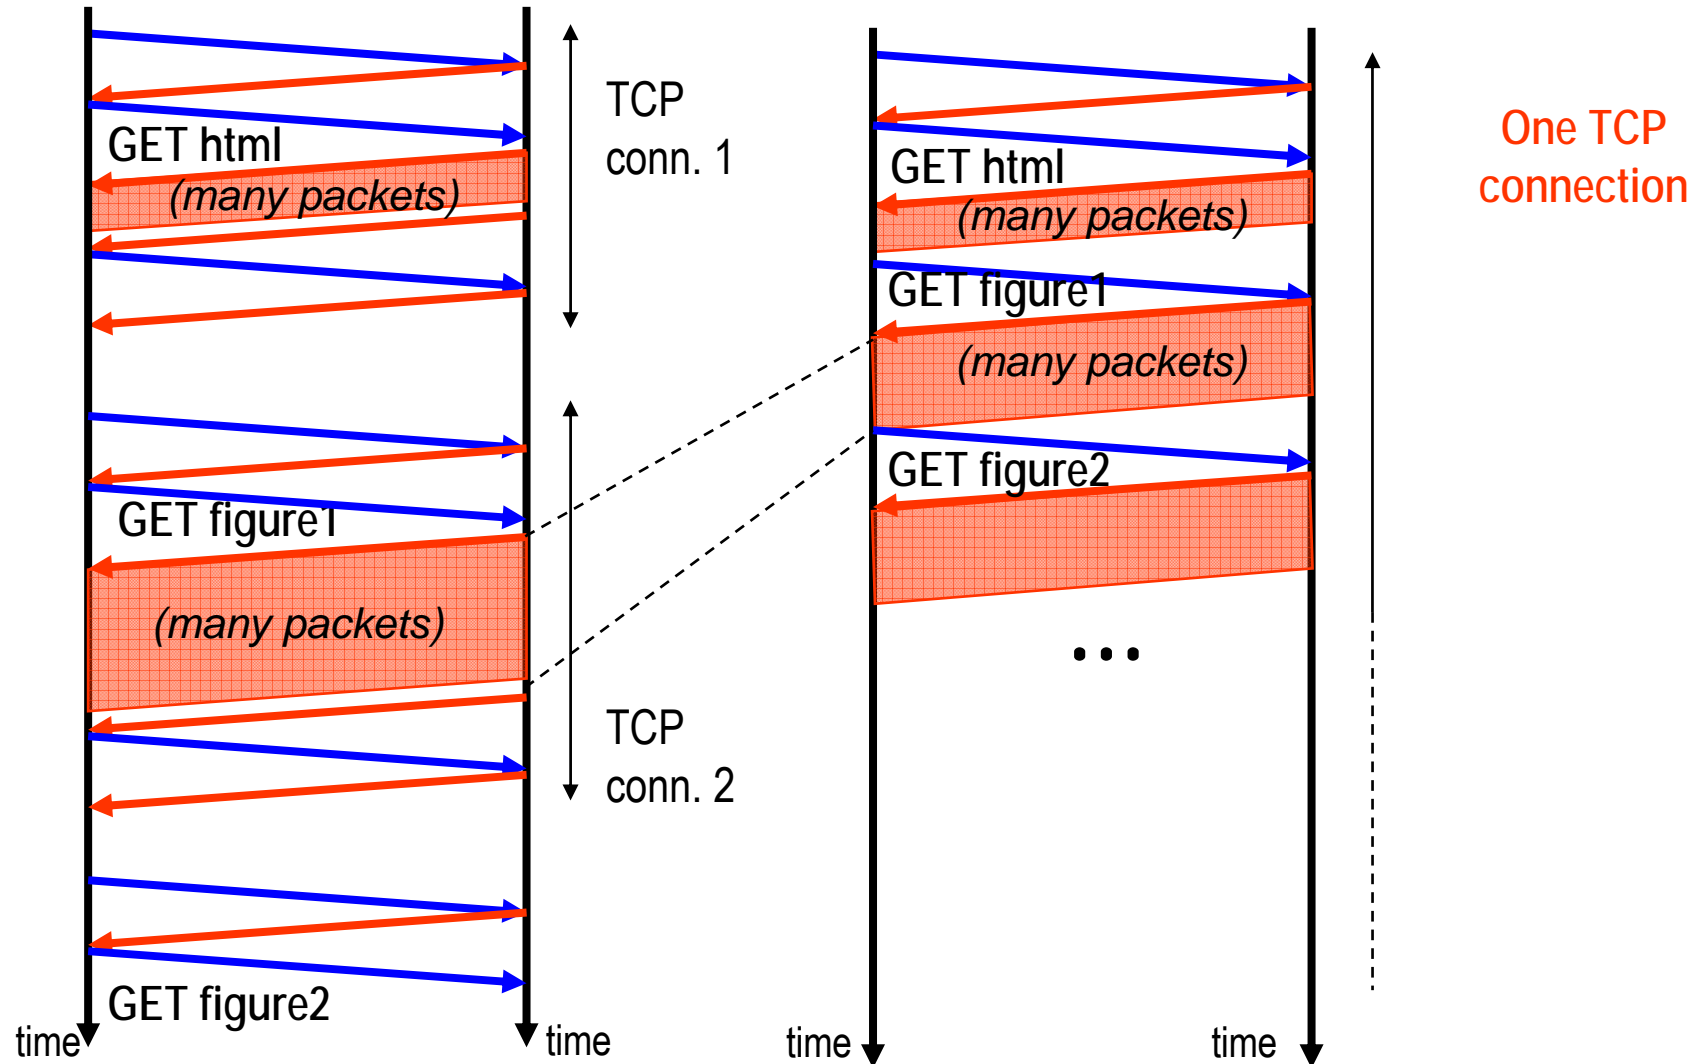 TCP
conn. 1
GET html
(many packets)
GET figure1
(many packets)
TCP
conn. 2
GET figure2
time
time
One TCP
connection
GET html
(many packets)
GET figure1
(many packets)
GET figure2
...
time
time